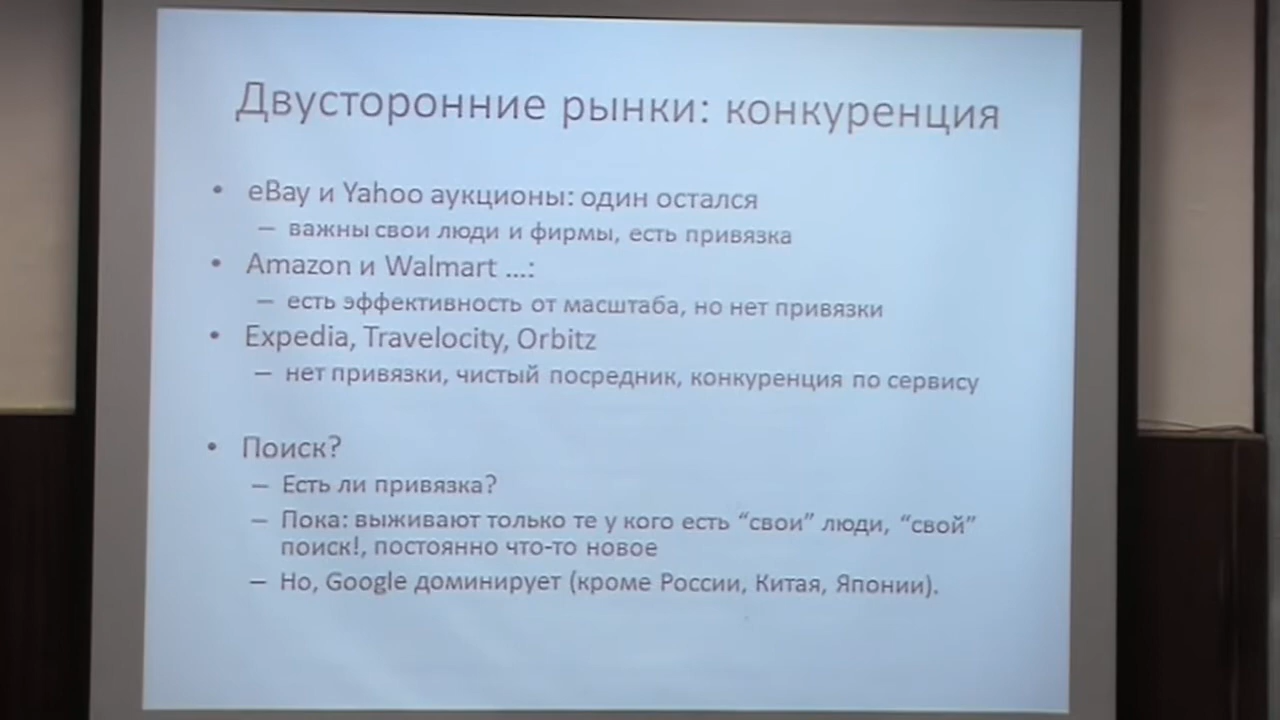 Двусторонние рынки: конкуренция
• eBay и Yahoo аукционы: один остался
– важны свои люди и фирмы, есть привязка
• Amazon и Walmart ...:
– есть эффективность от масштаба, но нет привязки
• Expedia, Travelocity, Orbitz
– нет привязки, чистый посредник, конкуренция по сервису
• Поиск?
– Есть ли привязка?
– Пока: выживают только те у кого есть “свои” люди, “свой”
поиск!, постоянно что-то новое
– Но, Google доминирует (кроме России, Китая, Японии).